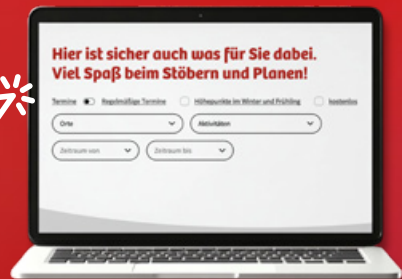 Hier ist sicher auch was für Sie dabei.
Viel Spaß beim Stöbern und Planen!
Termine Regelmäßige Termine Höhepunkte im Winter und Frühling kostenlos
Orte Aktivitäten
Zeitraum von Zeitraum bis